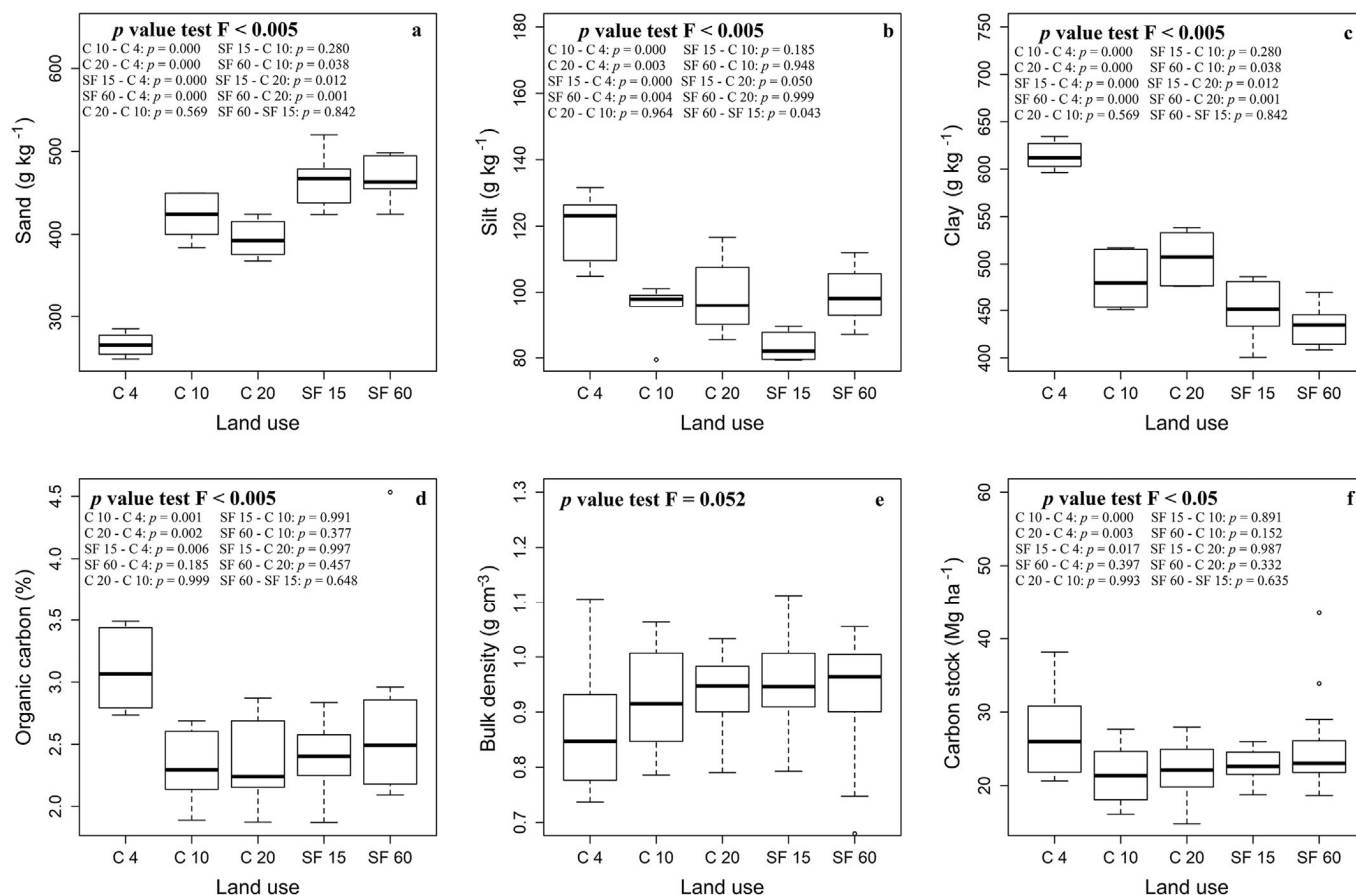 p value test F < 0.005 a
C 10 - C 4: p = 0.000 SF 15 - C 10: p = 0.280
C 20 - C 4: p = 0.000 SF 60 - C 10: p = 0.038
SF 15 - C 4: p = 0.000 SF 15 - C 20: p = 0.012
SF 60 - C 4: p = 0.000 SF 60 - C 20: p = 0.001
C 20 - C 10: p = 0.569 SF 60 - SF 15: p = 0.842
Sand (g kg⁻¹)
600
500
400
300
C 4 C 10 C 20 SF 15 SF 60
Land use
p value test F < 0.005 b
C 10 - C 4: p = 0.000 SF 15 - C 10: p = 0.185
C 20 - C 4: p = 0.003 SF 60 - C 10: p = 0.948
SF 15 - C 4: p = 0.000 SF 15 - C 20: p = 0.050
SF 60 - C 4: p = 0.004 SF 60 - C 20: p = 0.999
C 20 - C 10: p = 0.964 SF 60 - SF 15: p = 0.043
Silt (g kg⁻¹)
180
160
140
120
100
80
C 4 C 10 C 20 SF 15 SF 60
Land use
p value test F < 0.005 c
C 10 - C 4: p = 0.000 SF 15 - C 10: p = 0.280
C 20 - C 4: p = 0.000 SF 60 - C 10: p = 0.038
SF 15 - C 4: p = 0.000 SF 15 - C 20: p = 0.012
SF 60 - C 4: p = 0.000 SF 60 - C 20: p = 0.001
C 20 - C 10: p = 0.569 SF 60 - SF 15: p = 0.842
Clay (g kg⁻¹)
750
700
650
600
550
500
450
400
C 4 C 10 C 20 SF 15 SF 60
Land use
p value test F < 0.005 d
C 10 - C 4: p = 0.001 SF 15 - C 10: p = 0.991
C 20 - C 4: p = 0.002 SF 60 - C 10: p = 0.377
SF 15 - C 4: p = 0.006 SF 15 - C 20: p = 0.997
SF 60 - C 4: p = 0.185 SF 60 - C 20: p = 0.457
C 20 - C 10: p = 0.999 SF 60 - SF 15: p = 0.648
Organic carbon (%)
4.5
4.0
3.5
3.0
2.5
2.0
C 4 C 10 C 20 SF 15 SF 60
Land use
p value test F = 0.052 e
Bulk density (g cm⁻³)
1.3
1.2
1.1
1.0
0.9
0.8
0.7
C 4 C 10 C 20 SF 15 SF 60
Land use
p value test F < 0.05 f
C 10 - C 4: p = 0.000 SF 15 - C 10: p = 0.891
C 20 - C 4: p = 0.003 SF 60 - C 10: p = 0.152
SF 15 - C 4: p = 0.017 SF 15 - C 20: p = 0.987
SF 60 - C 4: p = 0.397 SF 60 - C 20: p = 0.332
C 20 - C 10: p = 0.993 SF 60 - SF 15: p = 0.635
Carbon stock (Mg ha⁻¹)
60
50
40
30
20
C 4 C 10 C 20 SF 15 SF 60
Land use